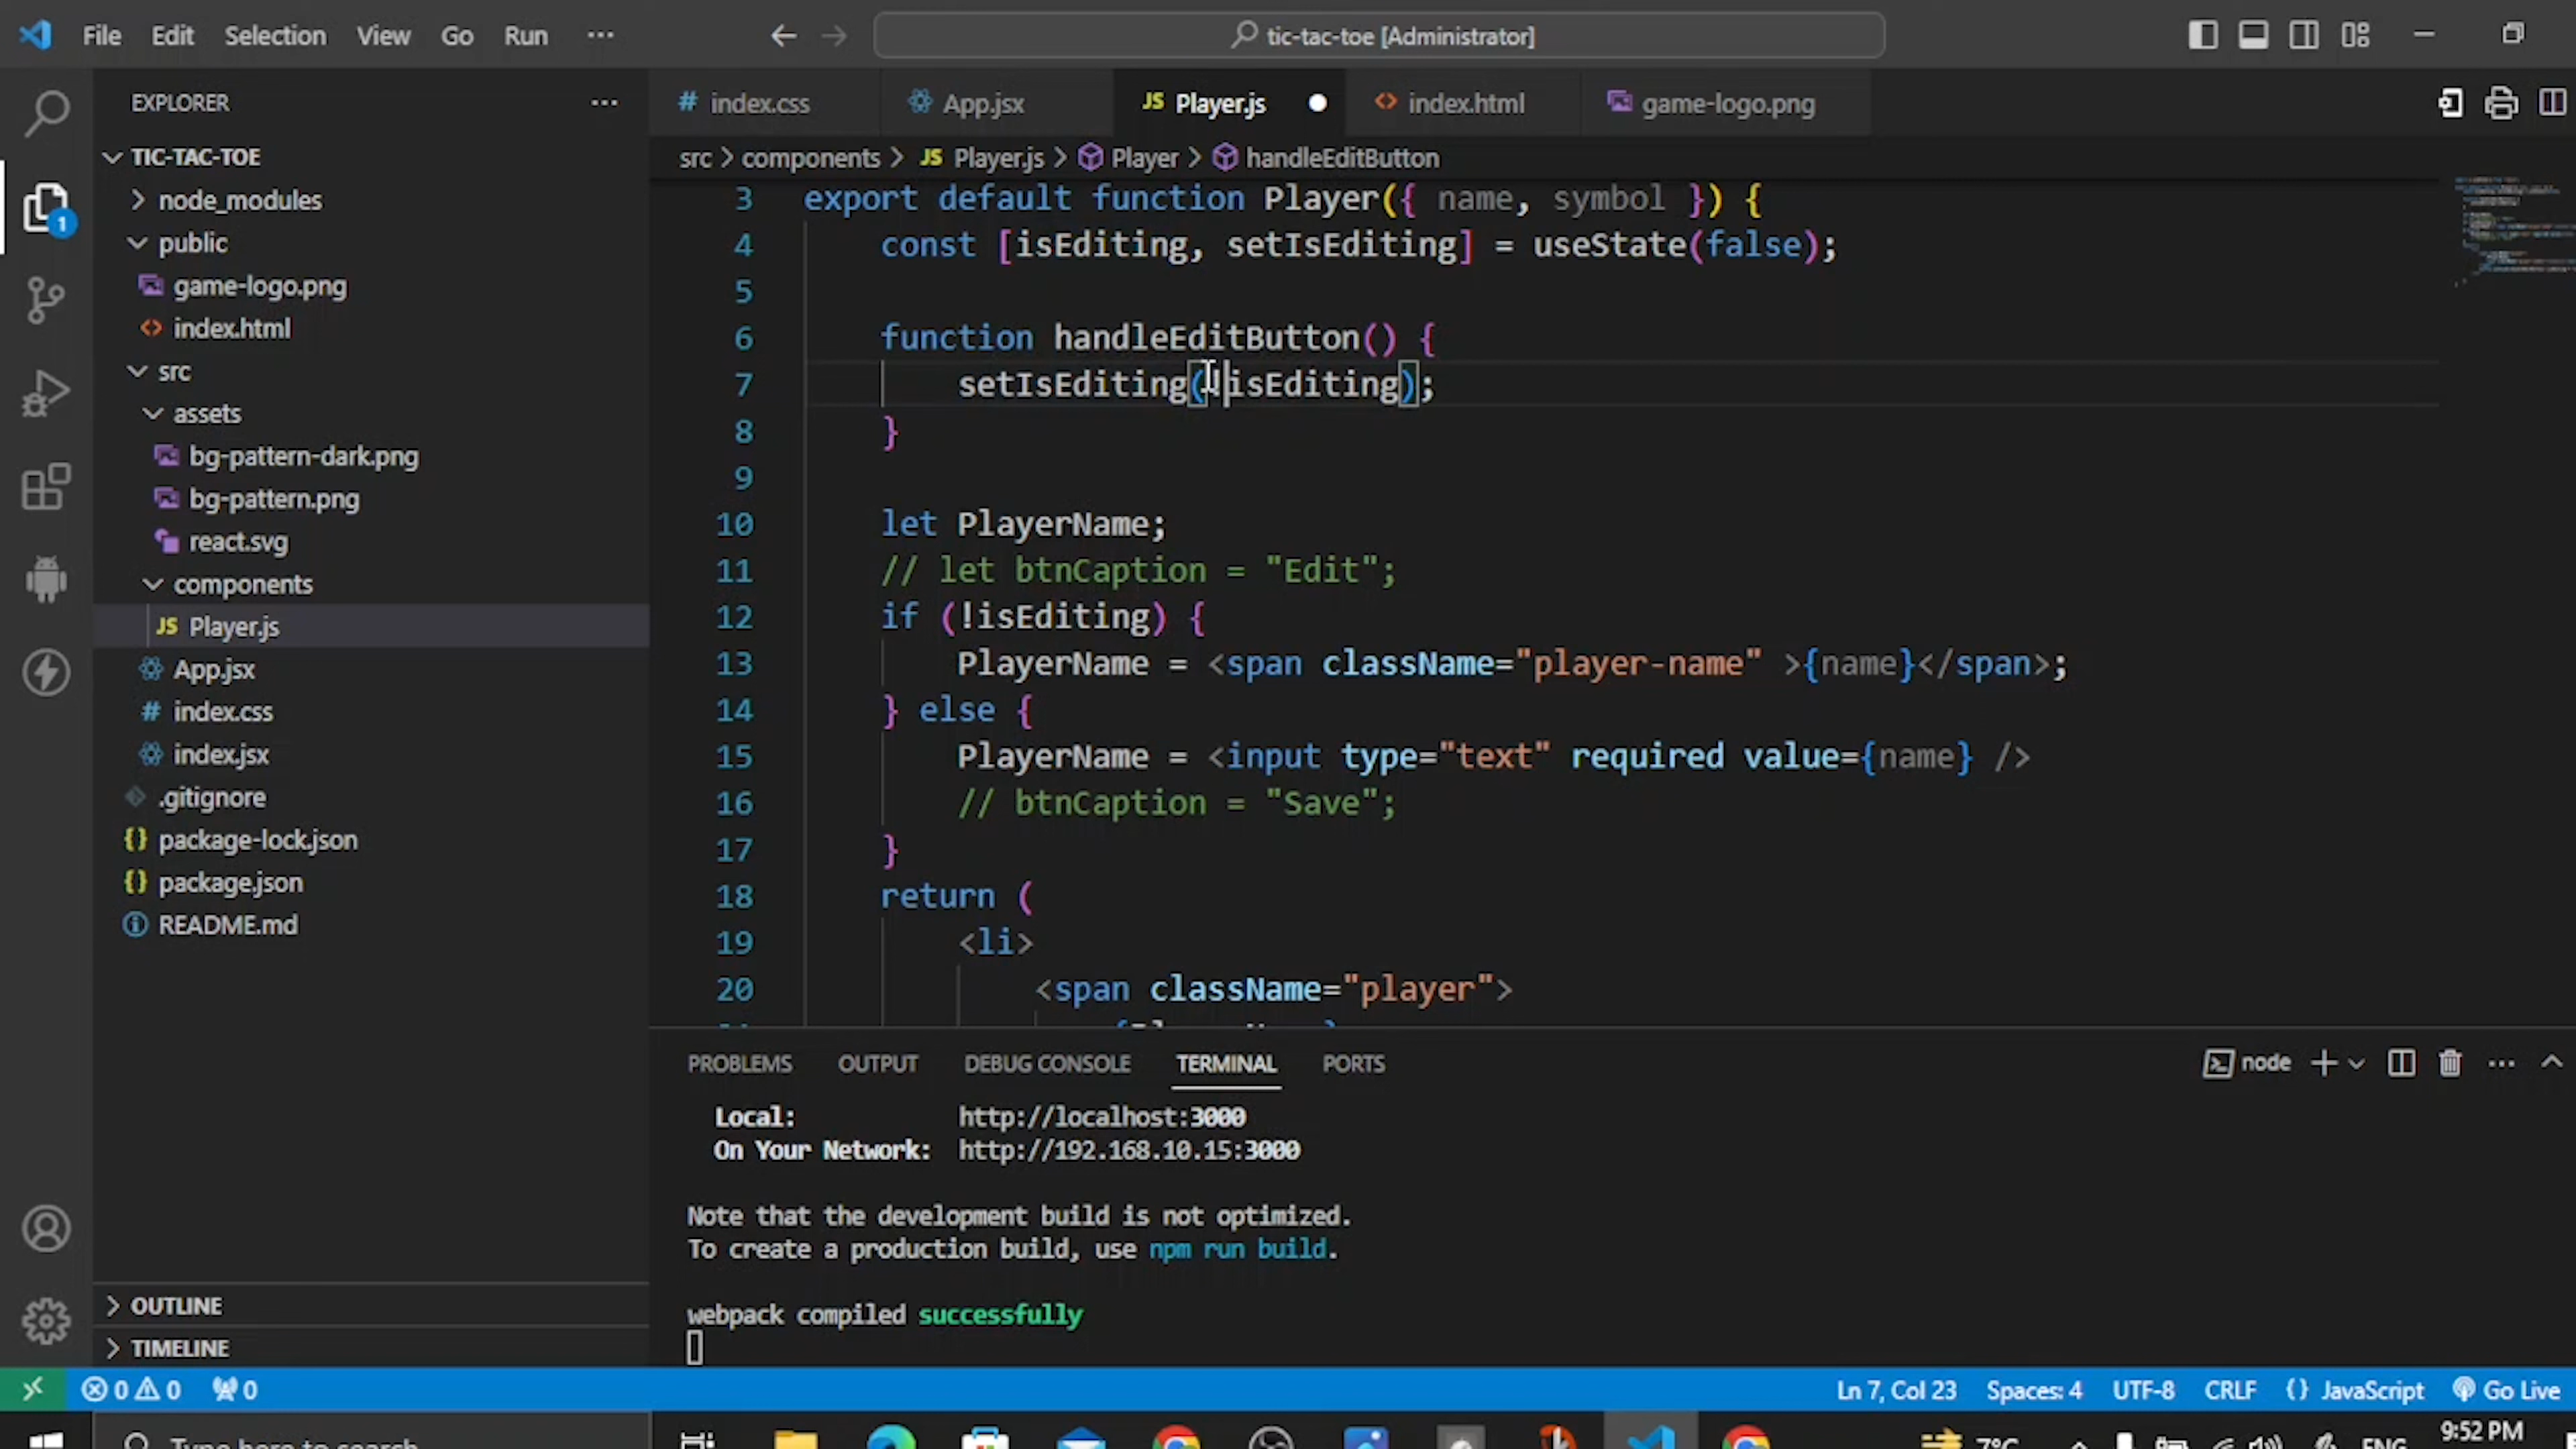 File Edit Selection View Go Run ...
tic-tac-toe [Administrator]
EXPLORER
TIC-TAC-TOE
node_modules
public
game-logo.png
index.html
src
assets
bg-pattern-dark.png
bg-pattern.png
react.svg
components
JS Player.js
App.jsx
# index.css
index.jsx
.gitignore
{} package-lock.json
{} package.json
README.md
OUTLINE
TIMELINE
1
# index.css App.jsx JS Player.js index.html game-logo.png
src > components > JS Player.js > Player > handleEditButton
3 export default function Player({ name, symbol }) {
4 const [isEditing, setIsEditing] = useState(false);
5
6 function handleEditButton() {
7 setIsEditing(!isEditing);
8 }
9
10 let PlayerName;
11 // let btnCaption = "Edit";
12 if (!isEditing) {
13 PlayerName = <span className="player-name" >{name}</span>;
14 } else {
15 PlayerName = <input type="text" required value={name} />
16 // btnCaption = "Save";
17 }
18 return (
19 <li>
20 <span className="player">
PROBLEMS OUTPUT DEBUG CONSOLE TERMINAL PORTS
node
Local: http://localhost:3000
On Your Network: http://192.168.10.15:3000
Note that the development build is not optimized.
To create a production build, use npm run build.
webpack compiled successfully
0 0 0
Ln 7, Col 23 Spaces: 4 UTF-8 CRLF {} JavaScript Go Live
9:52 PM